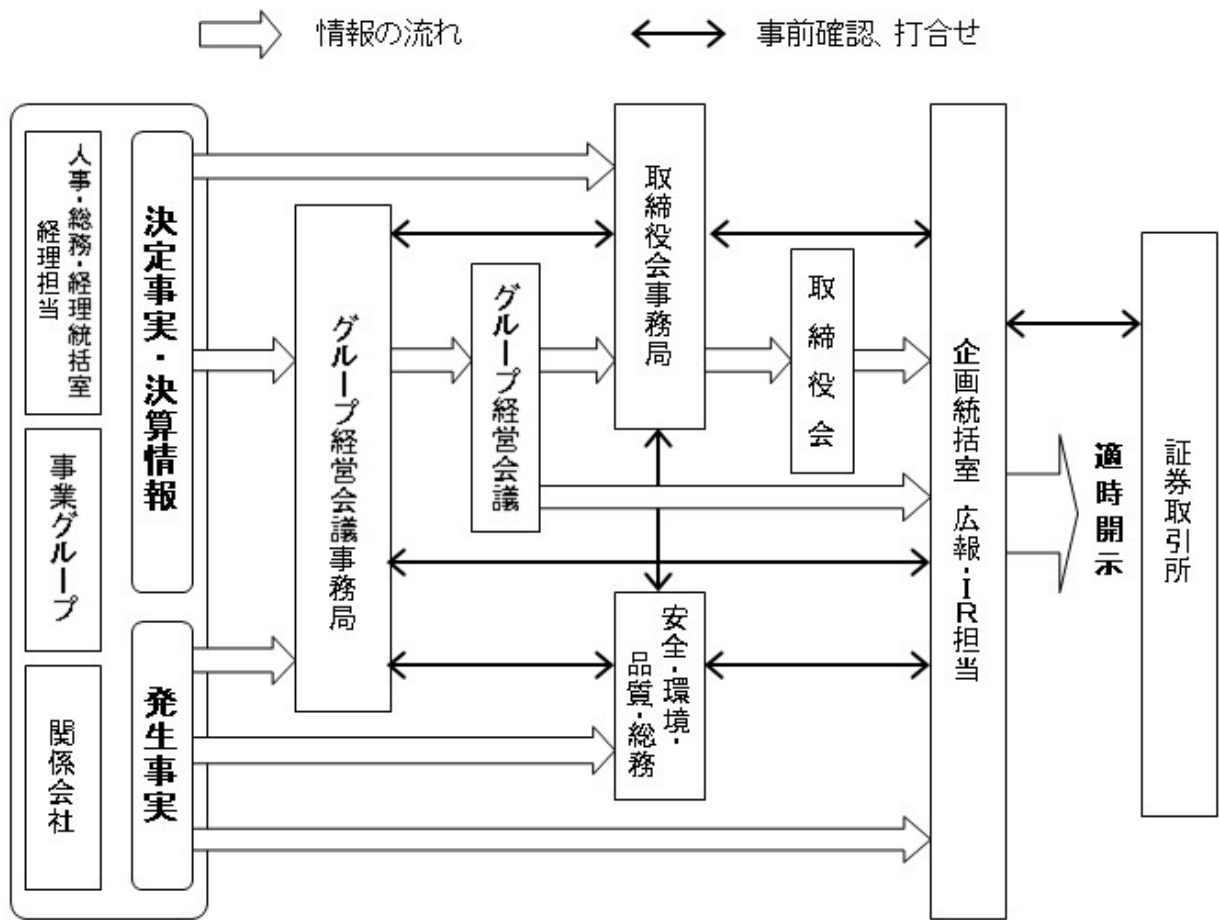 情報の流れ
事前確認、打合せ
人事・総務・経理統括室
経理担当
事業グループ
関係会社
決定事実・決算情報
発生事実
グループ経営会議事務局
グループ経営会議
取締役会事務局
取締役会
安全・環境・
品質・総務
企画統括室 広報・IR担当
適時開示
証券取引所